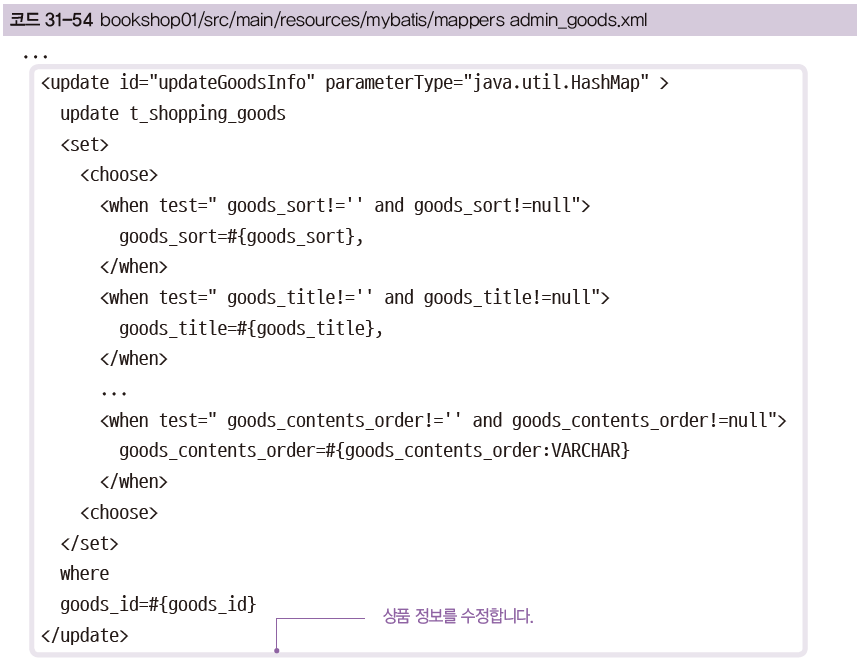 코드 31-54 bookshop01/src/main/resources/mybatis/mappers admin_goods.xml
...
<update id="updateGoodsInfo" parameterType="java.util.HashMap" >
update t_shopping_goods
<set>
<choose>
<when test=" goods_sort!='' and goods_sort!=null">
goods_sort=#{goods_sort},
</when>
<when test=" goods_title!='' and goods_title!=null">
goods_title=#{goods_title},
</when>
...
<when test=" goods_contents_order!='' and goods_contents_order!=null">
goods_contents_order=#{goods_contents_order:VARCHAR}
</when>
<choose>
</set>
where
goods_id=#{goods_id}
상품 정보를 수정합니다.
</update>